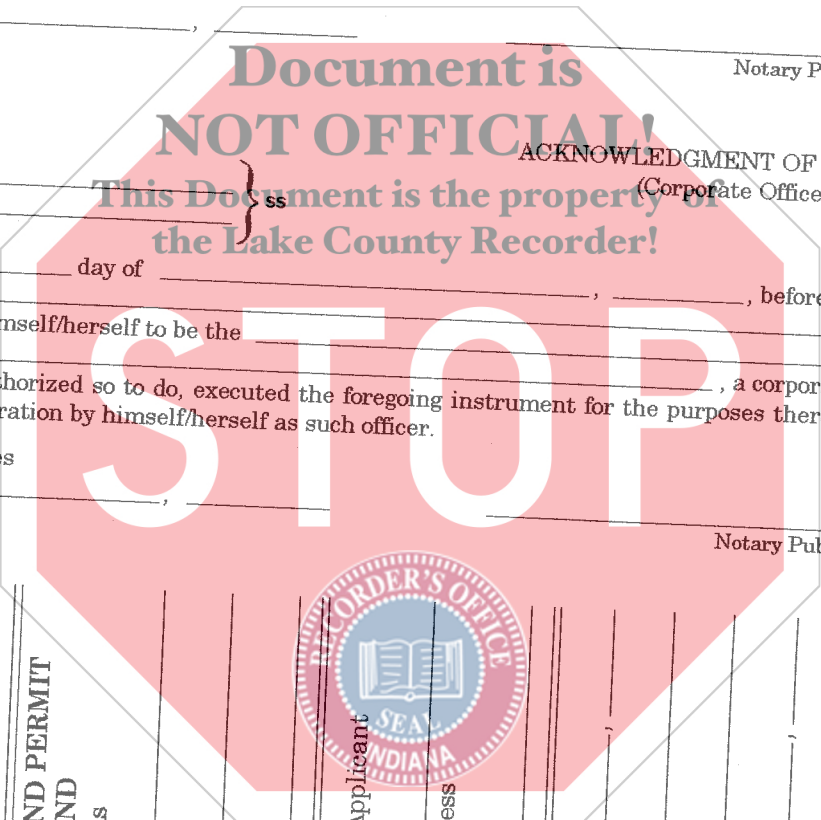 Document is
NOT OFFICIAL!
This Document is the property of
the Lake County Recorder!
STOP
Notary P
ACKNOWLEDGMENT OF
(Corporate Office
ss
day of , , before
mself/herself to be the
, a corpor
thorized so to do, executed the foregoing instrument for the purposes ther
ration by himself/herself as such officer.
es
,
Notary Pub
RECORDER'S OFFICE
SEAL
INDIANA
ND PERMIT
ND
s
Applicant
ess